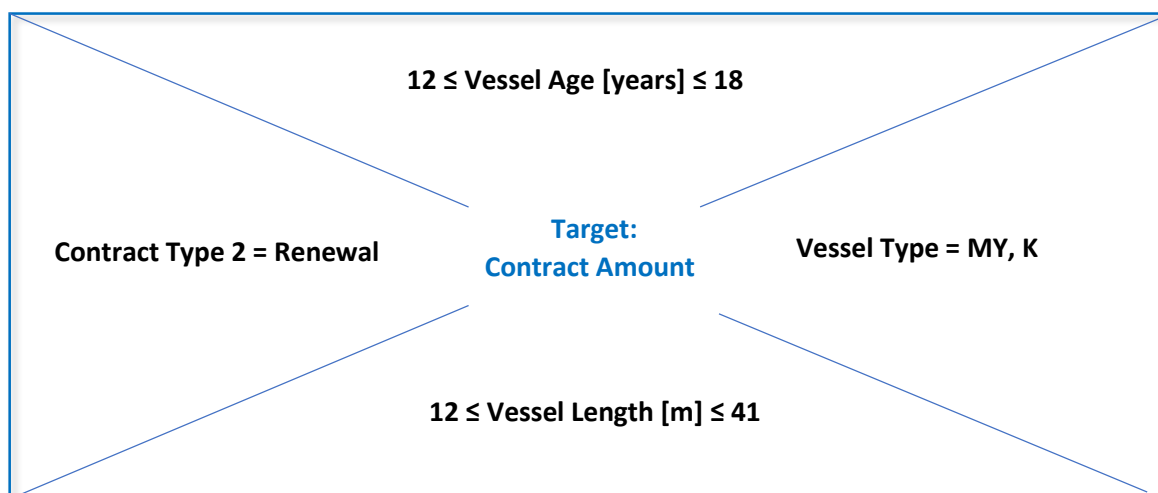 12 ≤ Vessel Age [years] ≤ 18
Contract Type 2 = Renewal
Target:
Contract Amount
Vessel Type = MY, K
12 ≤ Vessel Length [m] ≤ 41